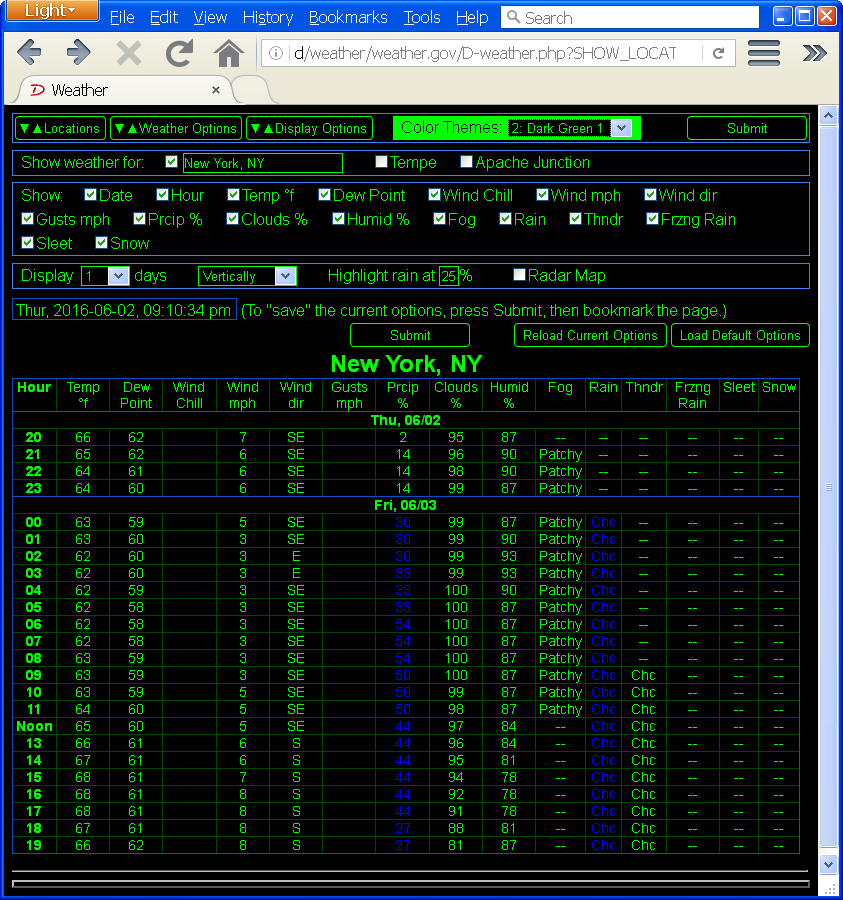 Light
File Edit View History Bookmarks Tools Help Search
d/weather/weather.gov/D-weather.php?SHOW_LOCAT
D Weather ×
▼▲Locations ▼▲Weather Options ▼▲Display Options Color Themes: 2: Dark Green 1 Submit
Show weather for: New York, NY Tempe Apache Junction
Show: Date Hour Temp °f Dew Point Wind Chill Wind mph Wind dir
Gusts mph Prcip % Clouds % Humid % Fog Rain Thndr Frzng Rain
Sleet Snow
Display 1 days Vertically Highlight rain at 25% Radar Map
Thur, 2016-06-02, 09:10:34 pm (To "save" the current options, press Submit, then bookmark the page.)
Submit Reload Current Options Load Default Options
New York, NY
Hour Temp Dew Wind Wind Wind Gusts Prcip Clouds Humid Fog Rain Thndr Frzng Sleet Snow
°f Point Chill mph dir mph % % % Rain
Thu, 06/02
20 66 62 7 SE 2 95 87 -- -- -- -- -- --
21 65 62 6 SE 14 96 90 Patchy -- -- -- -- --
22 64 61 6 SE 14 98 90 Patchy -- -- -- -- --
23 64 60 6 SE 14 99 87 Patchy -- -- -- -- --
Fri, 06/03
00 63 59 5 SE 30 99 87 Patchy Chc -- -- -- --
01 63 60 3 SE 30 99 90 Patchy Chc -- -- -- --
02 62 60 3 E 30 99 93 Patchy Chc -- -- -- --
03 62 60 3 E 33 99 93 Patchy Chc -- -- -- --
04 62 59 3 SE 33 100 90 Patchy Chc -- -- -- --
05 62 58 3 SE 33 100 87 Patchy Chc -- -- -- --
06 62 58 3 SE 54 100 87 Patchy Chc -- -- -- --
07 62 58 3 SE 54 100 87 Patchy Chc -- -- -- --
08 63 59 3 SE 54 100 87 Patchy Chc -- -- -- --
09 63 59 3 SE 50 100 87 Patchy Chc Chc -- -- --
10 63 59 5 SE 50 99 87 Patchy Chc Chc -- -- --
11 64 60 5 SE 50 98 87 Patchy Chc Chc -- -- --
Noon 65 60 5 SE 44 97 84 -- Chc Chc -- -- --
13 66 61 6 S 44 96 84 -- Chc Chc -- -- --
14 67 61 6 S 44 95 81 -- Chc Chc -- -- --
15 68 61 7 S 44 94 78 -- Chc Chc -- -- --
16 68 61 8 S 44 92 78 -- Chc Chc -- -- --
17 68 61 8 S 44 91 78 -- Chc Chc -- -- --
18 67 61 8 S 27 88 81 -- Chc Chc -- -- --
19 66 62 8 S 27 81 87 -- Chc Chc -- -- --